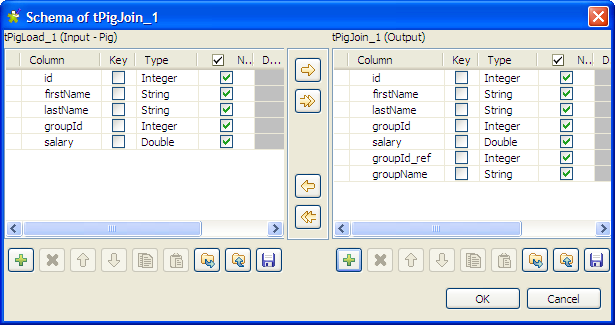 Schema of tPigJoin_1
tPigLoad_1 (Input - Pig)
Column Key Type N.. D...
id Integer
firstName String
lastName String
groupId Integer
salary Double
tPigJoin_1 (Output)
Column Key Type N.. D
id Integer
firstName String
lastName String
groupId Integer
salary Double
groupId_ref Integer
groupName String
OK Cancel